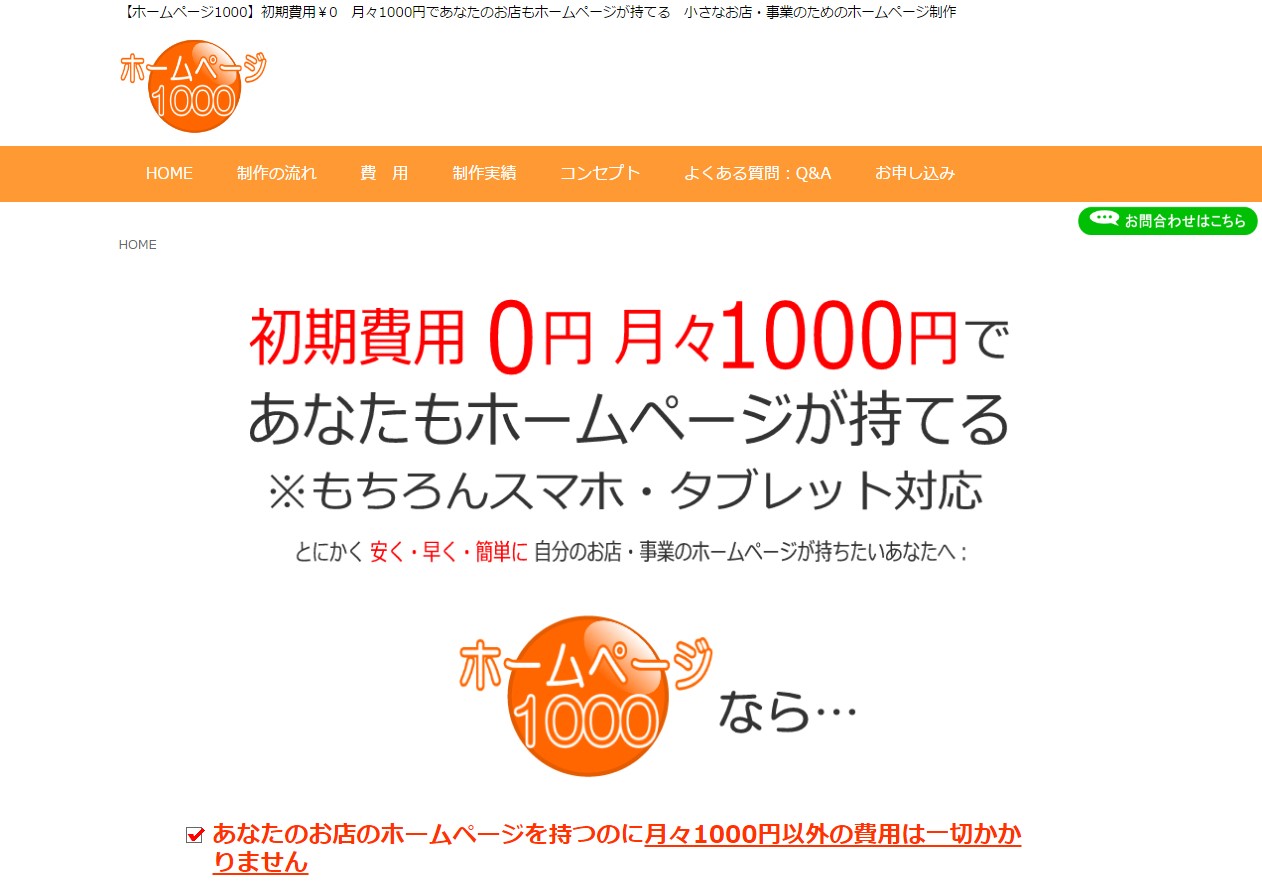 【ホームページ1000】初期費用￥0　月々1000円であなたのお店もホームページが持てる　小さなお店・事業のためのホームページ制作
ホームページ
1000
HOME 制作の流れ 費　用 制作実績 コンセプト よくある質問：Q&A お申し込み
お問合わせはこちら
HOME
初期費用 0円 月々1000円で
あなたもホームページが持てる
※もちろんスマホ・タブレット対応
とにかく 安く・早く・簡単に 自分のお店・事業のホームページが持ちたいあなたへ：
ホームページ
1000 なら…
あなたのお店のホームページを持つのに月々1000円以外の費用は一切かか
りません